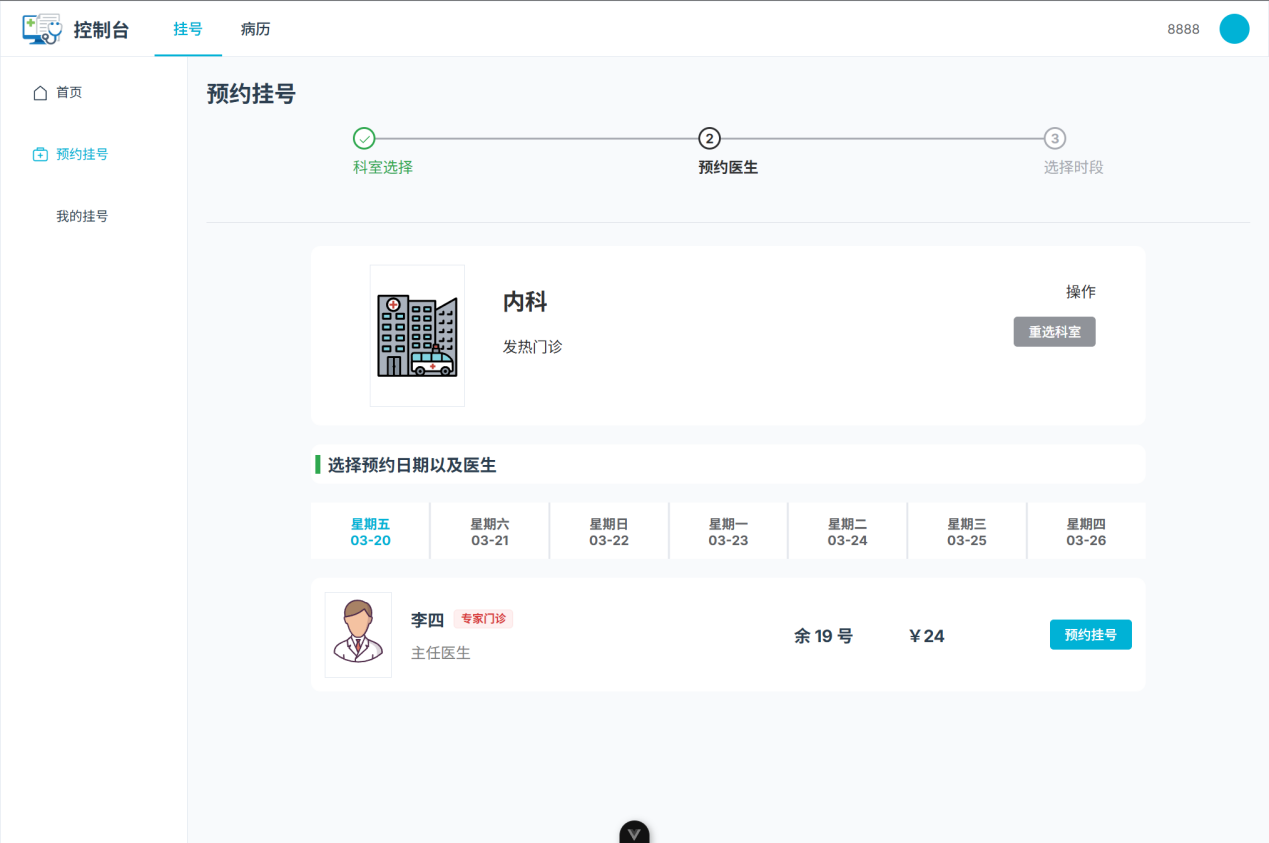 控制台
挂号
病历
8888
首页
预约挂号
我的挂号
预约挂号
2
3
科室选择
预约医生
选择时段
内科
发热门诊
操作
重选科室
选择预约日期以及医生
星期五
03-20
星期六
03-21
星期日
03-22
星期一
03-23
星期二
03-24
星期三
03-25
星期四
03-26
李四 专家门诊
主任医生
余 19 号
￥24
预约挂号